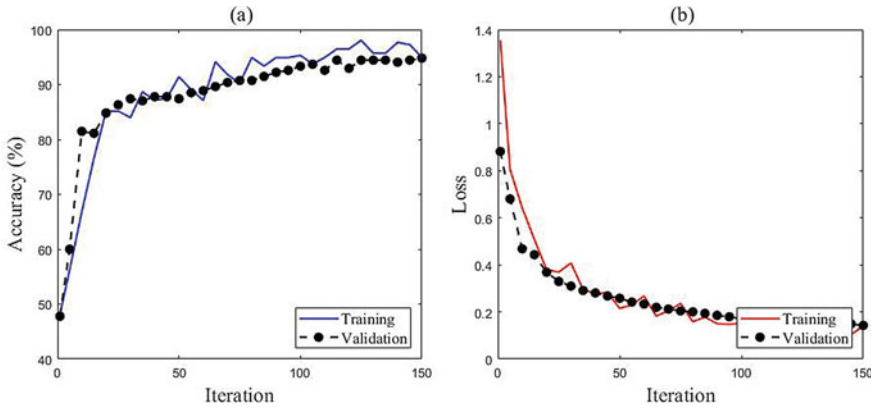 (a)
100
90
80
70
60
50
40
Accuracy (%)
Training
Validation
0
50
100
150
Iteration
(b)
1.4
1.2
1
0.8
0.6
0.4
0.2
0
Loss
Training
Validation
0
50
100
150
Iteration